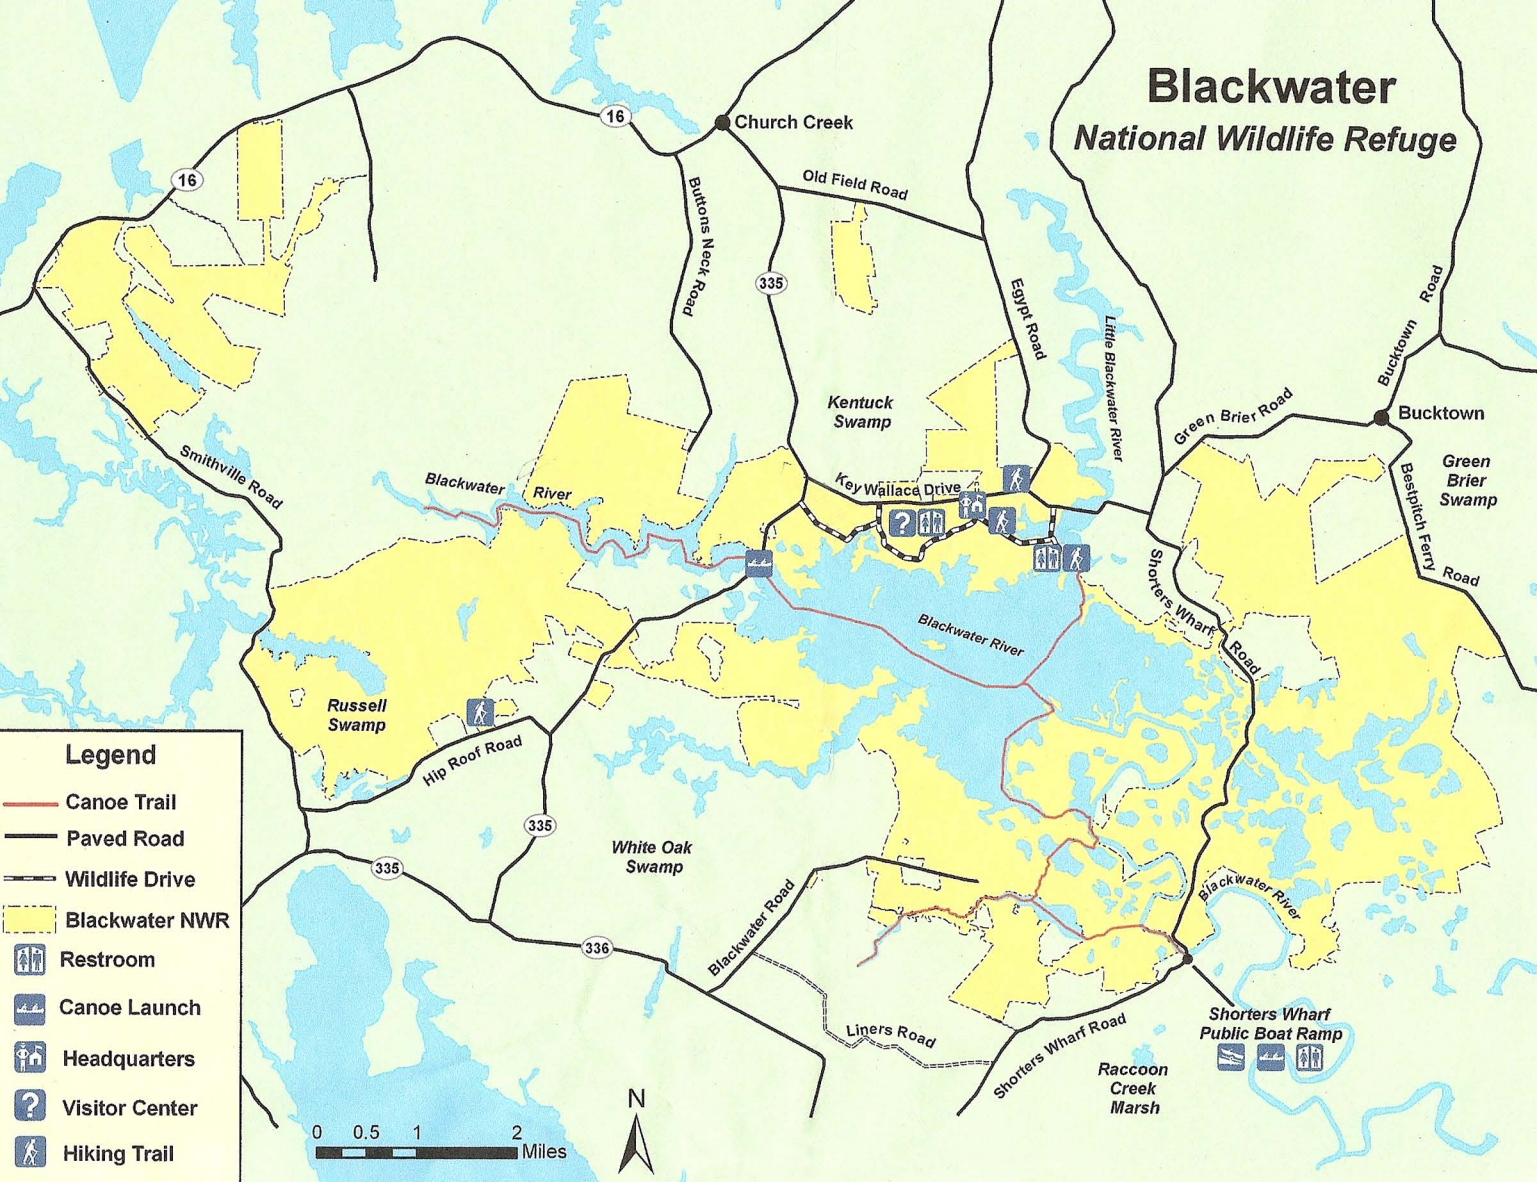 Blackwater
National Wildlife Refuge
16
Church Creek
16
Old Field Road
Buttons Neck Road
335
Egypt Road
Little Blackwater River
Bucktown Road
Green Brier Road
Bucktown
Kentuck
Swamp
Green
Brier
Swamp
Bestpitch Ferry Road
Smithville Road
Blackwater River
Key Wallace Drive
?
Shorters Wharf Road
Blackwater River
Russell
Swamp
Hip Roof Road
335
335
White Oak
Swamp
Blackwater Road
Blackwater River
336
Liners Road
Shorters Wharf Road
Shorters Wharf
Public Boat Ramp
Raccoon
Creek
Marsh
Legend
Canoe Trail
Paved Road
Wildlife Drive
Blackwater NWR
Restroom
Canoe Launch
Headquarters
? Visitor Center
Hiking Trail
N
0 0.5 1 2
Miles